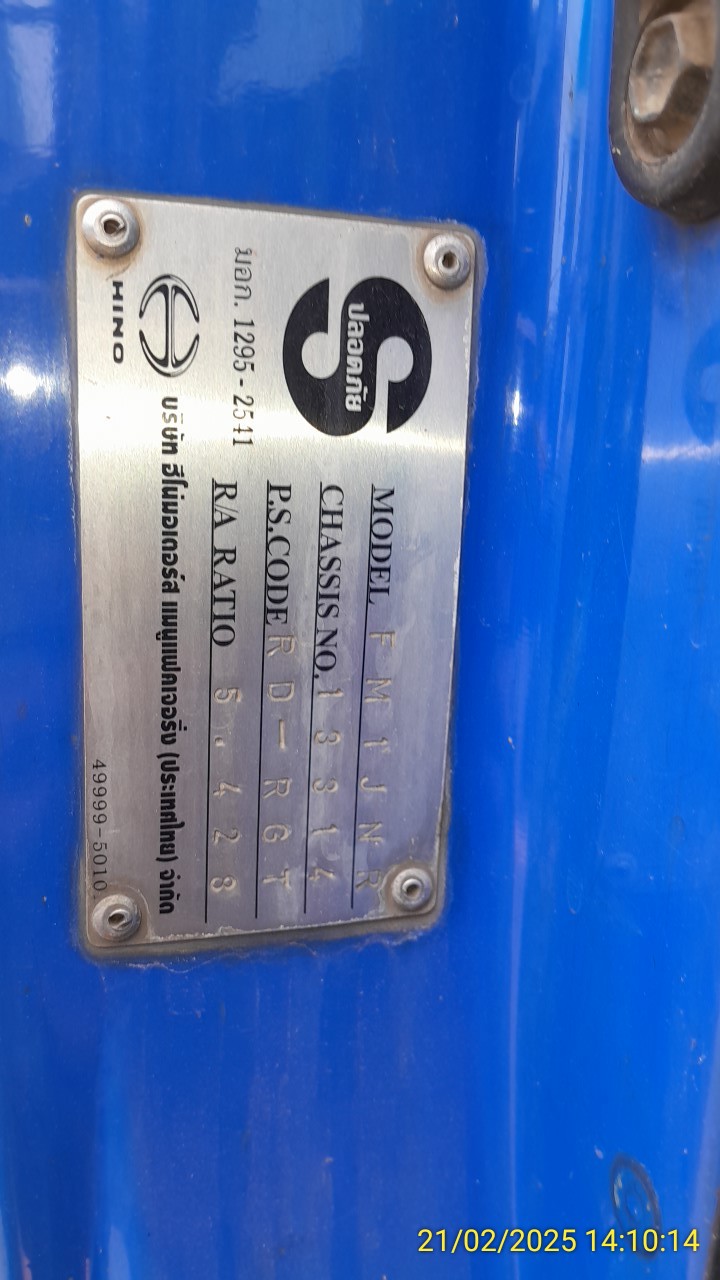 ปลอดภัย
มอก. 1295-2541
MODEL FM1JNR
CHASSIS NO. 13314
P.S.CODE RD-RGT
R/A RATIO 5.428
HINO
บริษัท ฮีโน่มอเตอร์ส แมนูแฟคเจอริ่ง (ประเทศไทย) จำกัด
49999-5010
21/02/2025 14:10:14